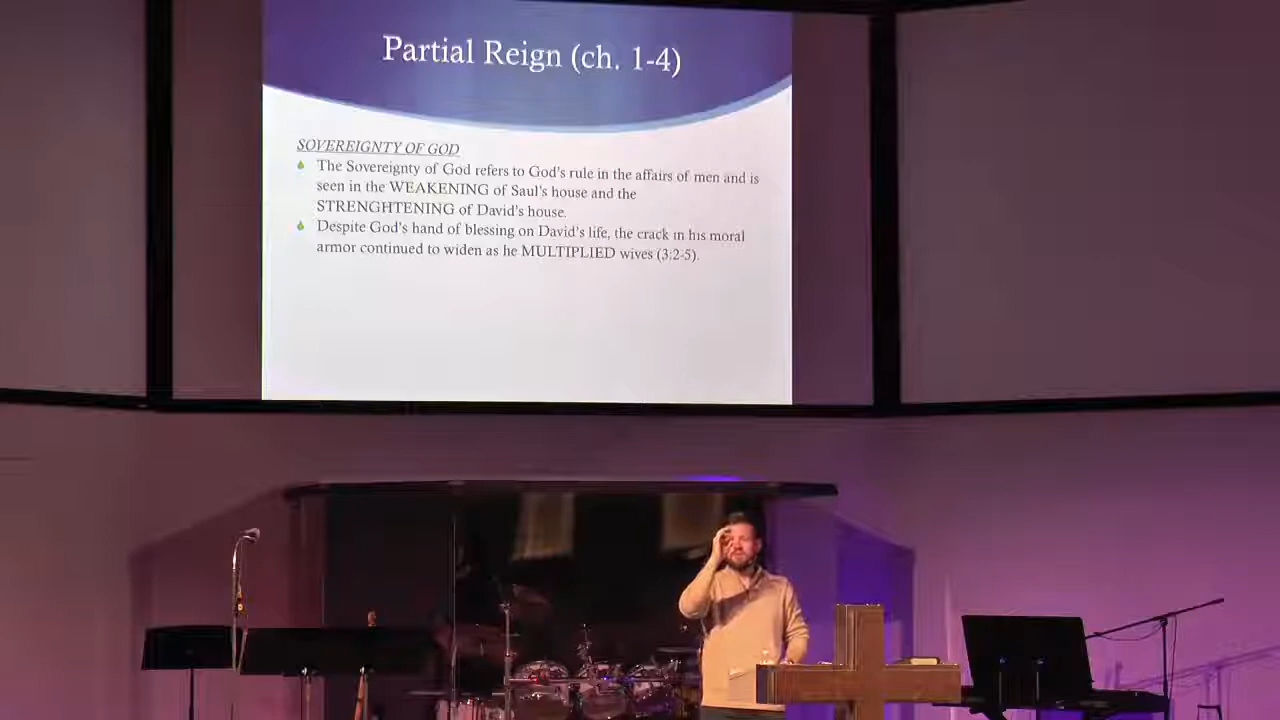 Partial Reign (ch. 1-4)
SOVEREIGNTY OF GOD
The Sovereignty of God refers to God's rule in the affairs of men and is
seen in the WEAKENING of Saul's house and the
STRENGHTENING of David's house.
Despite God's hand of blessing on David's life, the crack in his moral
armor continued to widen as he MULTIPLIED wives (3:2-5).